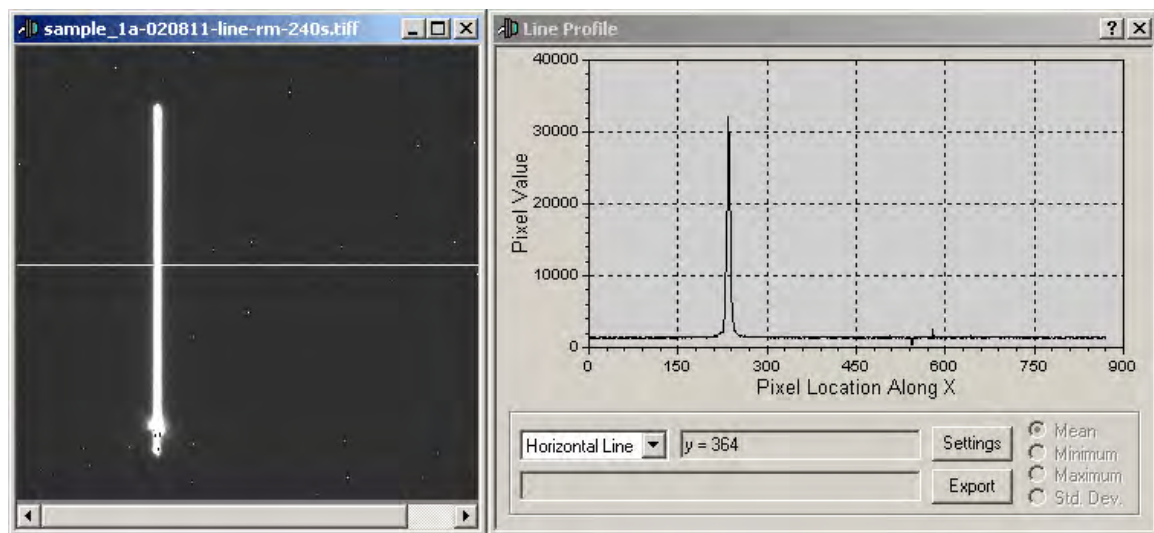 sample_1a-020811-line-rm-240s.tiff
Line Profile
40000
30000
20000
10000
0
Pixel Value
0 150 300 450 600 750 900
Pixel Location Along X
Horizontal Line
y = 364
Settings
Export
Mean
Minimum
Maximum
Std. Dev.